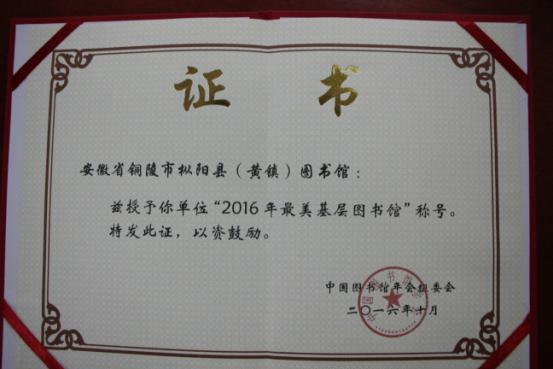 证 书
安徽省铜陵市枞阳县（黄镇）图书馆：
兹授予你单位“2016年最美基层图书馆”称号。
特发此证，以资鼓励。
中国图书馆年会组委会
二〇一六年十月